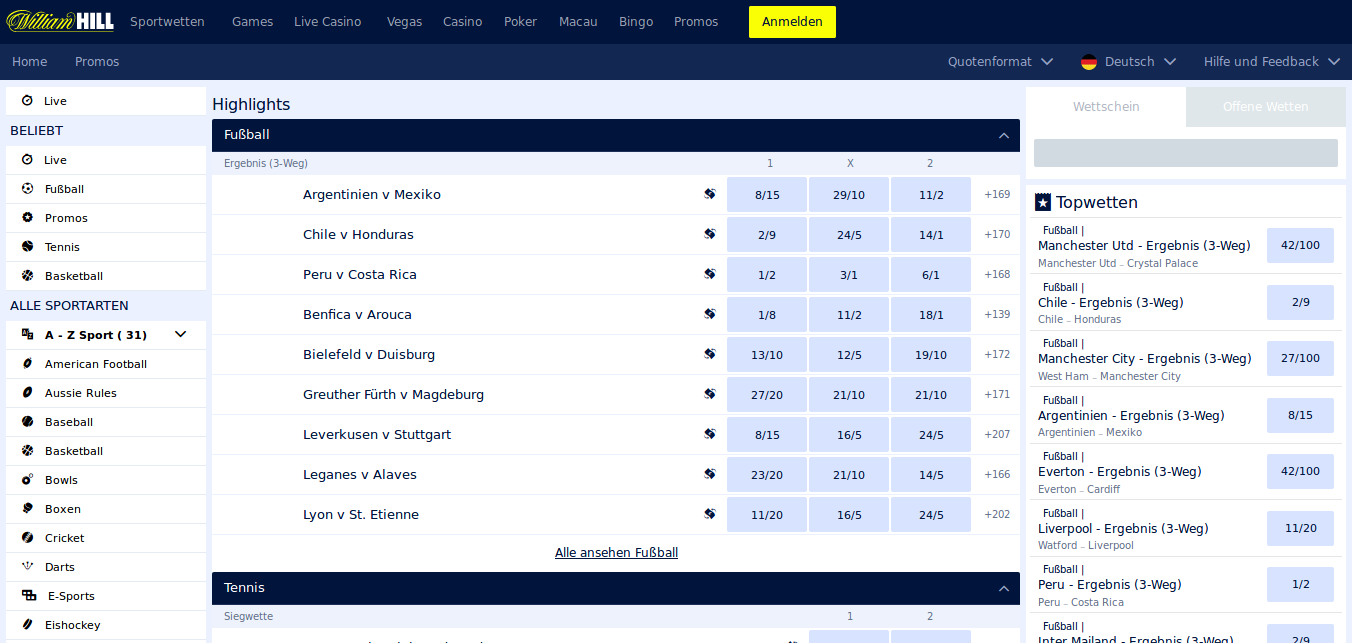 William HILL Sportwetten Games Live Casino Vegas Casino Poker Macau Bingo Promos Anmelden
Home Promos Quotenformat Deutsch Hilfe und Feedback
Live
BELIEBT
Live
Fußball
Promos
Tennis
Basketball
ALLE SPORTARTEN
A - Z Sport ( 31)
American Football
Aussie Rules
Baseball
Basketball
Bowls
Boxen
Cricket
Darts
E-Sports
Eishockey
Highlights
Fußball
Ergebnis (3-Weg) 1 X 2
Argentinien v Mexiko 8/15 29/10 11/2 +169
Chile v Honduras 2/9 24/5 14/1 +170
Peru v Costa Rica 1/2 3/1 6/1 +168
Benfica v Arouca 1/8 11/2 18/1 +139
Bielefeld v Duisburg 13/10 12/5 19/10 +172
Greuther Fürth v Magdeburg 27/20 21/10 21/10 +171
Leverkusen v Stuttgart 8/15 16/5 24/5 +207
Leganes v Alaves 23/20 21/10 14/5 +166
Lyon v St. Etienne 11/20 16/5 24/5 +202
Alle ansehen Fußball
Tennis
Siegwette 1 2
Wettschein Offene Wetten
Topwetten
Fußball |
Manchester Utd - Ergebnis (3-Weg) 42/100
Manchester Utd – Crystal Palace
Fußball |
Chile - Ergebnis (3-Weg) 2/9
Chile – Honduras
Fußball |
Manchester City - Ergebnis (3-Weg) 27/100
West Ham – Manchester City
Fußball |
Argentinien - Ergebnis (3-Weg) 8/15
Argentinien – Mexiko
Fußball |
Everton - Ergebnis (3-Weg) 42/100
Everton – Cardiff
Fußball |
Liverpool - Ergebnis (3-Weg) 11/20
Watford – Liverpool
Fußball |
Peru - Ergebnis (3-Weg) 1/2
Peru – Costa Rica
Fußball |
Inter Mailand - Ergebnis (3-Weg) 2/9